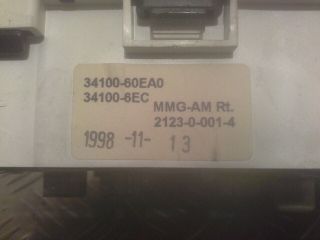 34100-60EA0
34100-6EC
MMG-AM Rt.
2123-0-001-4
1998 -11- 13